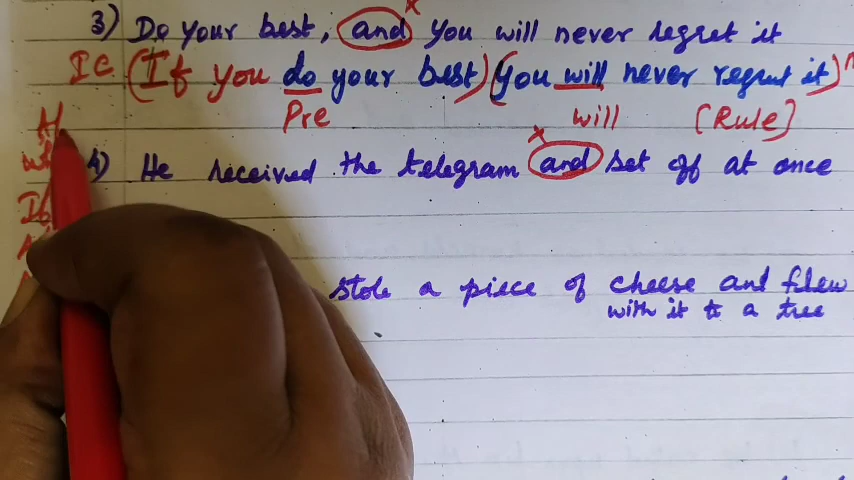 3) Do your best, and you will never regret it
IC (If you do your best) (you will never regret it)
Pre will [Rule]
4) He received the telegram and set off at once
If
stole a piece of cheese and flew
with it to a tree